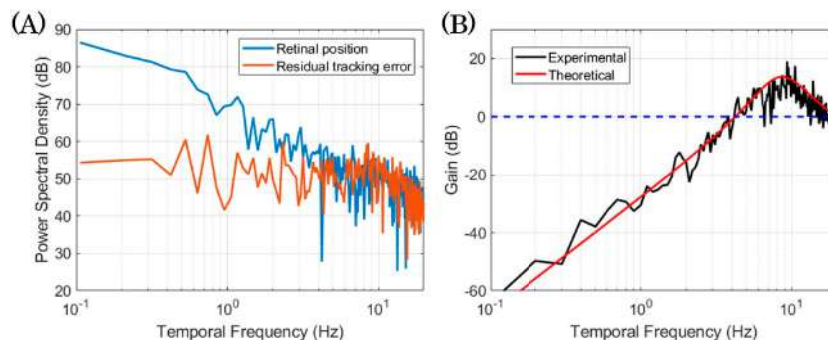 (A)
90
80
70
60
50
40
30
20
Power Spectral Density (dB)
Retinal position
Residual tracking error
10^-1
10^0
10^1
Temporal Frequency (Hz)
(B)
20
0
-20
-40
-60
Gain (dB)
Experimental
Theoretical
10^-1
10^0
10^1
Temporal Frequency (Hz)